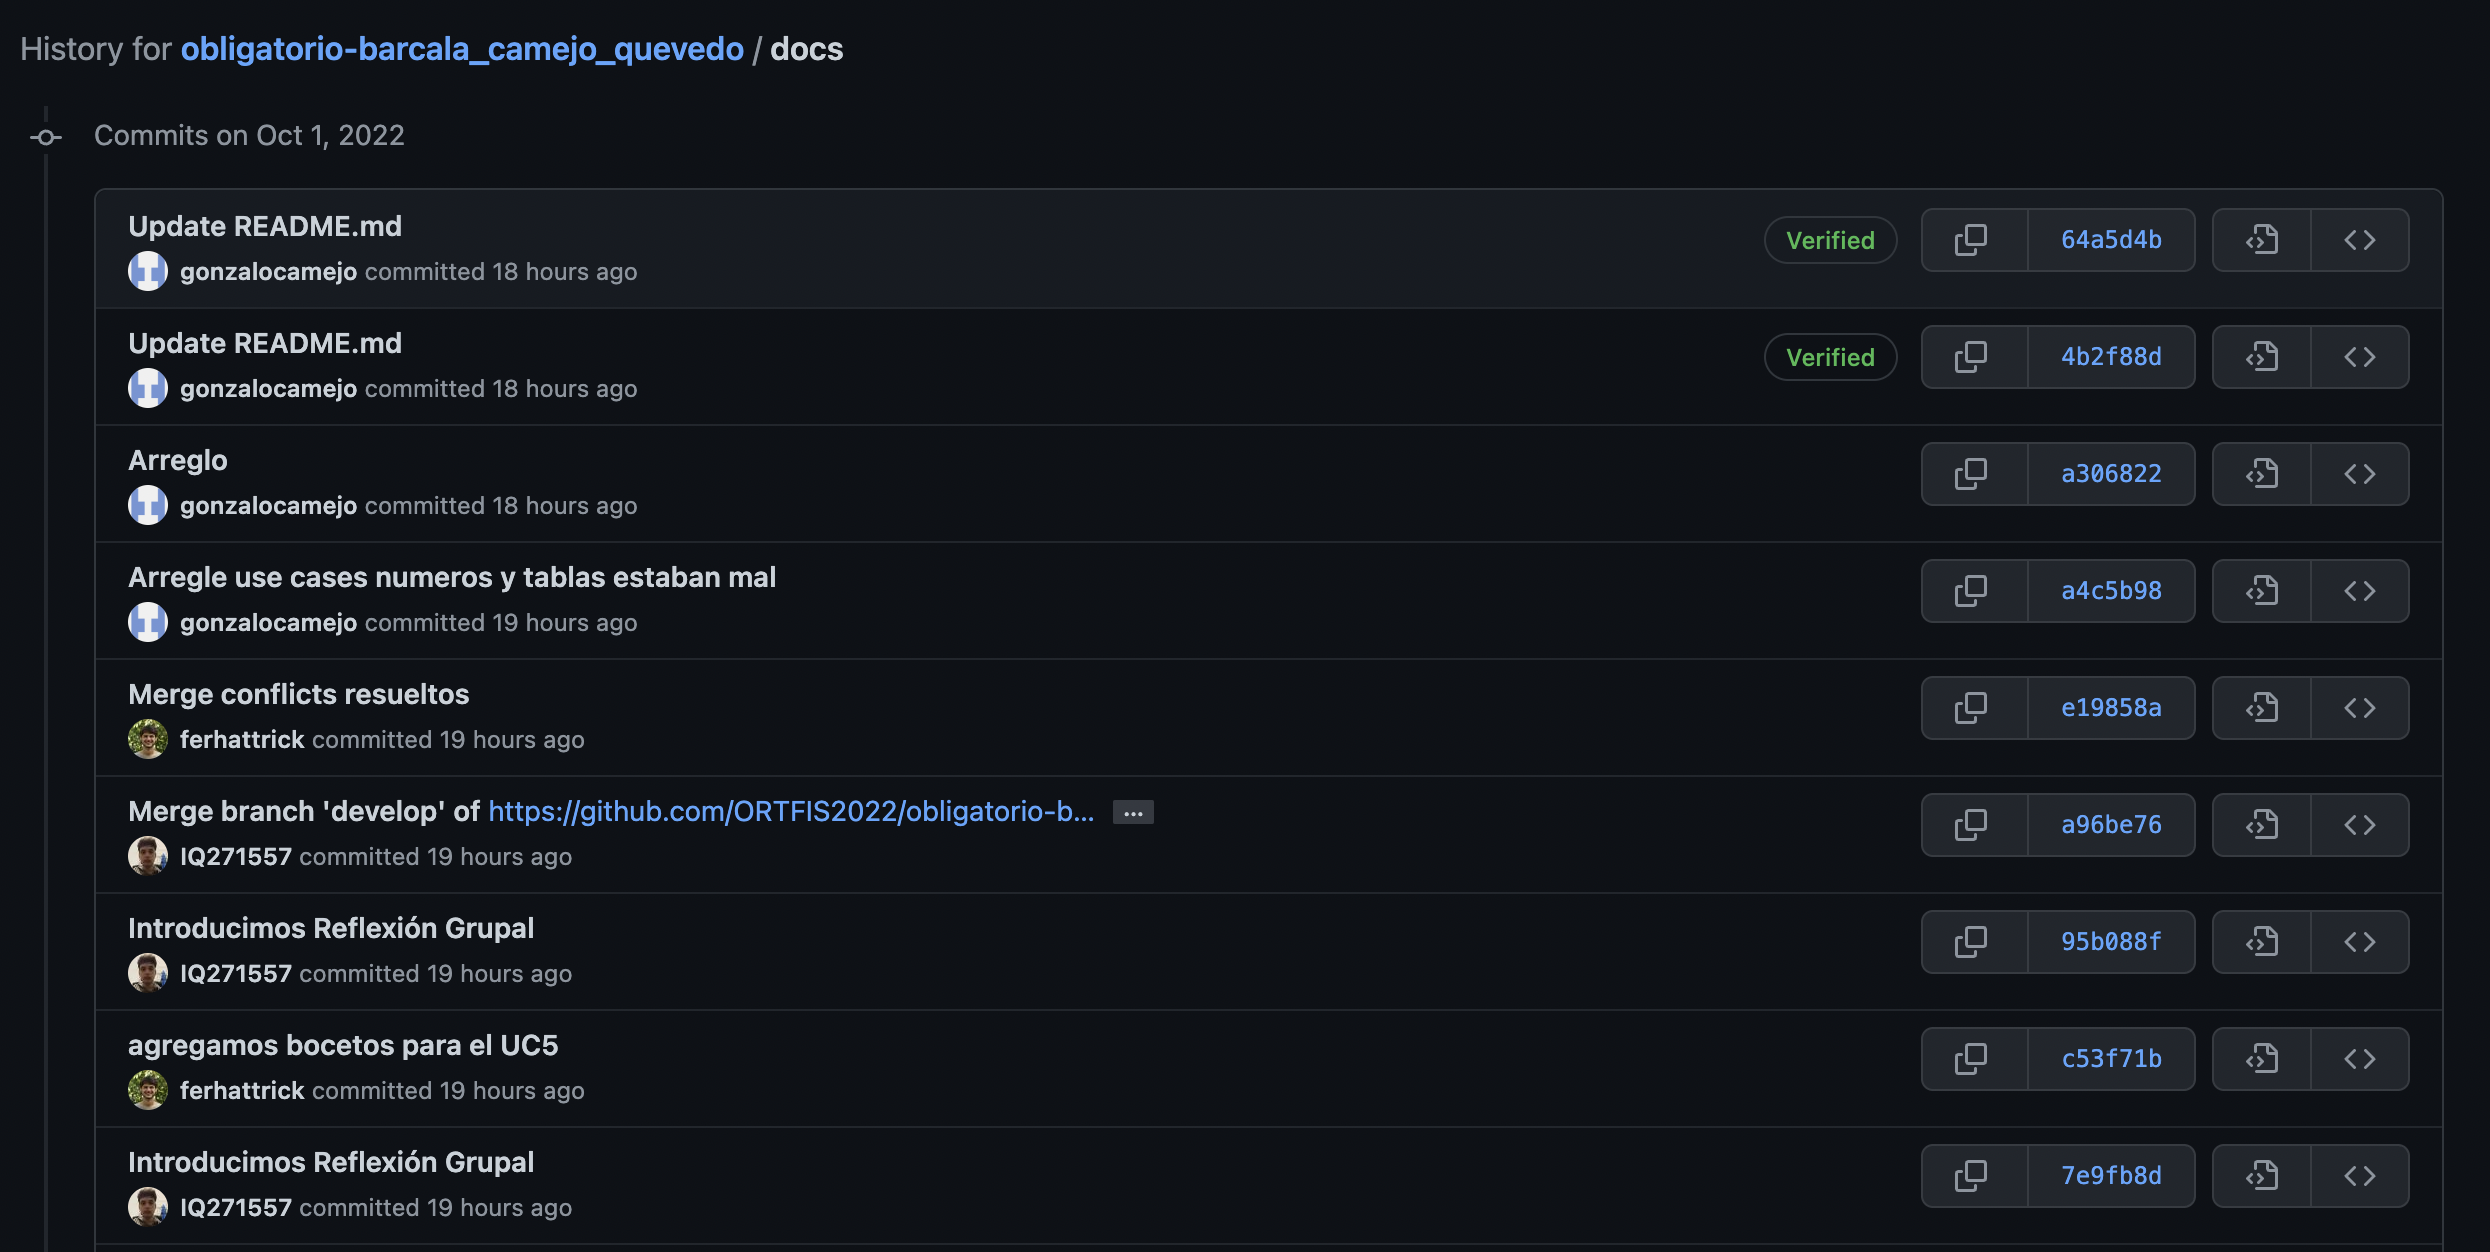 History for obligatorio-barcala_camejo_quevedo / docs
Commits on Oct 1, 2022
Update README.md
gonzalocamejo committed 18 hours ago
Verified
64a5d4b
Update README.md
gonzalocamejo committed 18 hours ago
Verified
4b2f88d
Arreglo
gonzalocamejo committed 18 hours ago
a306822
Arregle use cases numeros y tablas estaban mal
gonzalocamejo committed 19 hours ago
a4c5b98
Merge conflicts resueltos
ferhattrick committed 19 hours ago
e19858a
Merge branch 'develop' of https://github.com/ORTFIS2022/obligatorio-b... ...
IQ271557 committed 19 hours ago
a96be76
Introducimos Reflexión Grupal
IQ271557 committed 19 hours ago
95b088f
agregamos bocetos para el UC5
ferhattrick committed 19 hours ago
c53f71b
Introducimos Reflexión Grupal
IQ271557 committed 19 hours ago
7e9fb8d